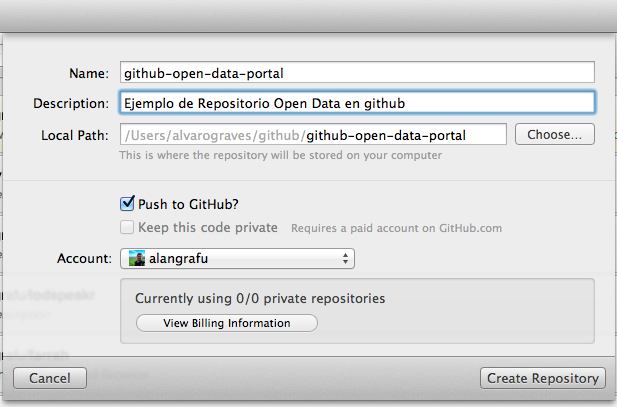 Name: github-open-data-portal
Description: Ejemplo de Repositorio Open Data en github
Local Path: /Users/alvarograves/github/github-open-data-portal Choose...
This is where the repository will be stored on your computer
Push to GitHub?
Keep this code private Requires a paid account on GitHub.com
Account: alangrafu
Currently using 0/0 private repositories
View Billing Information
Cancel Create Repository